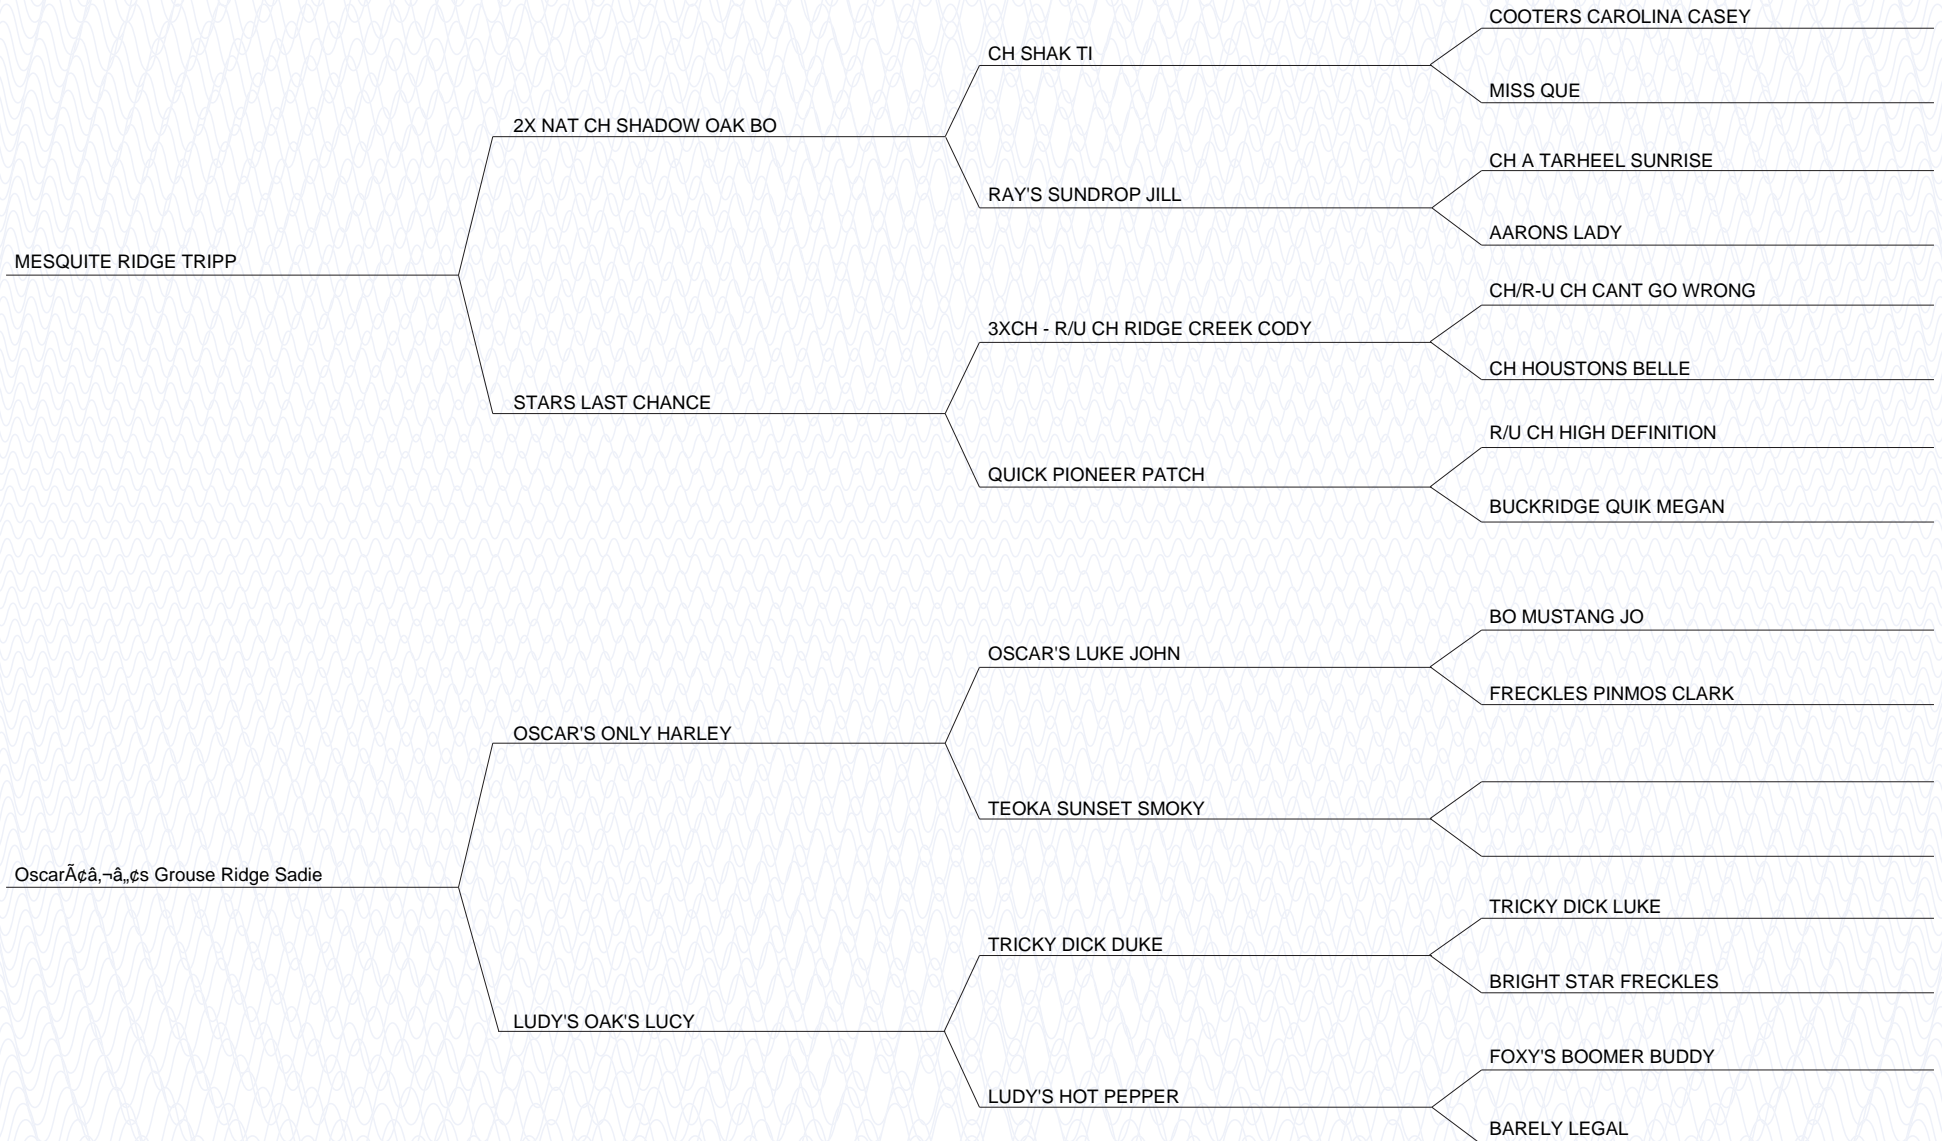 COOTERS CAROLINA CASEY
CH SHAK TI
MISS QUE
2X NAT CH SHADOW OAK BO
CH A TARHEEL SUNRISE
RAY'S SUNDROP JILL
AARONS LADY
MESQUITE RIDGE TRIPP
CH/R-U CH CANT GO WRONG
3XCH - R/U CH RIDGE CREEK CODY
CH HOUSTONS BELLE
STARS LAST CHANCE
R/U CH HIGH DEFINITION
QUICK PIONEER PATCH
BUCKRIDGE QUIK MEGAN
BO MUSTANG JO
OSCAR'S LUKE JOHN
FRECKLES PINMOS CLARK
OSCAR'S ONLY HARLEY
TEOKA SUNSET SMOKY
OscarÃ¢â‚¬â„¢s Grouse Ridge Sadie
TRICKY DICK LUKE
TRICKY DICK DUKE
BRIGHT STAR FRECKLES
LUDY'S OAK'S LUCY
FOXY'S BOOMER BUDDY
LUDY'S HOT PEPPER
BARELY LEGAL